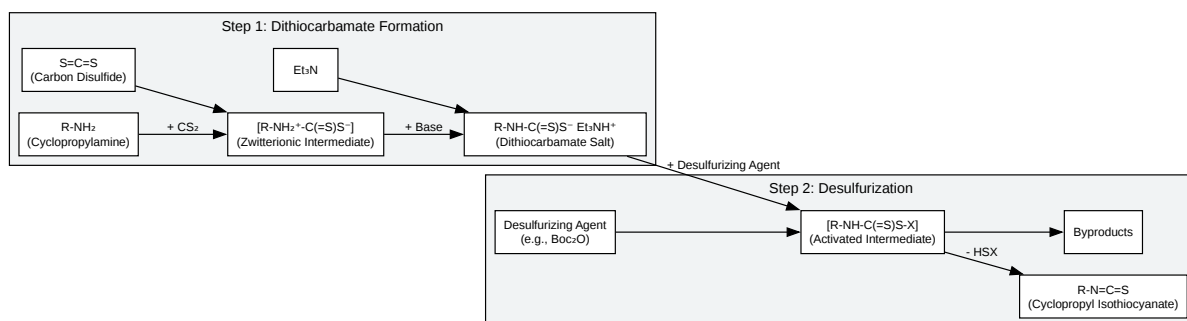 Step 1: Dithiocarbamate Formation
S=C=S
(Carbon Disulfide)
Et₃N
R-NH₂
(Cyclopropylamine)
+ CS₂
[R-NH₂⁺-C(=S)S⁻]
(Zwitterionic Intermediate)
+ Base
R-NH-C(=S)S⁻ Et₃NH⁺
(Dithiocarbamate Salt)
+ Desulfurizing Agent
Step 2: Desulfurization
Desulfurizing Agent
(e.g., Boc₂O)
[R-NH-C(=S)S-X]
(Activated Intermediate)
Byproducts
- HSX
R-N=C=S
(Cyclopropyl Isothiocyanate)